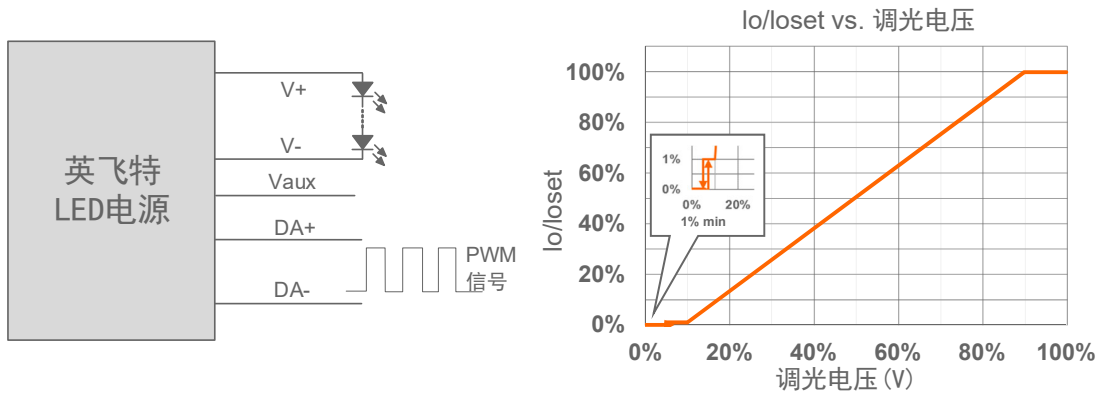 英飞特
LED电源
V+
V-
Vaux
DA+
DA-
PWM
信号
Io/Ioset vs. 调光电压
Io/Ioset
100%
80%
60%
40%
20%
0%
1%
0%
0% 20%
1% min
0% 20% 40% 60% 80% 100%
调光电压(V)